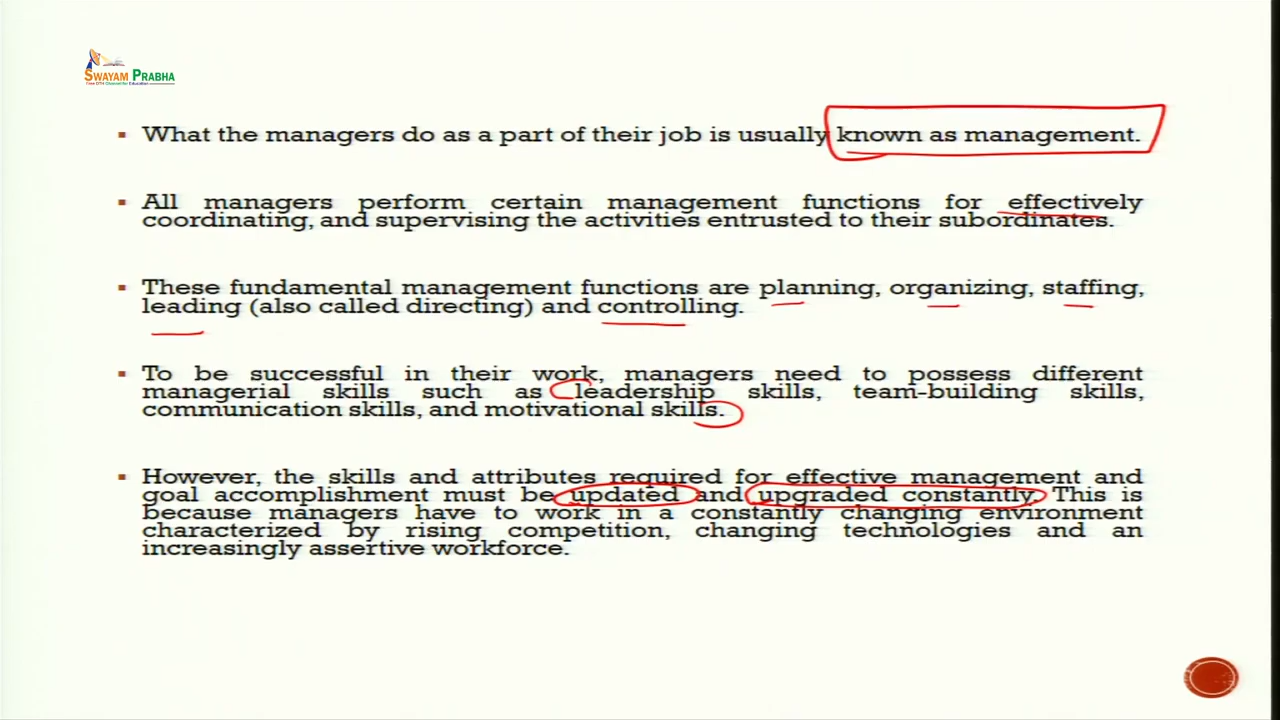 SWAYAM PRABHA
Free DTH Channel for Education
What the managers do as a part of their job is usually known as management.
All managers perform certain management functions for effectively
coordinating, and supervising the activities entrusted to their subordinates.
These fundamental management functions are planning, organizing, staffing,
leading (also called directing) and controlling.
To be successful in their work, managers need to possess different
managerial skills such as leadership skills, team-building skills,
communication skills, and motivational skills.
However, the skills and attributes required for effective management and
goal accomplishment must be updated and upgraded constantly. This is
because managers have to work in a constantly changing environment
characterized by rising competition, changing technologies and an
increasingly assertive workforce.